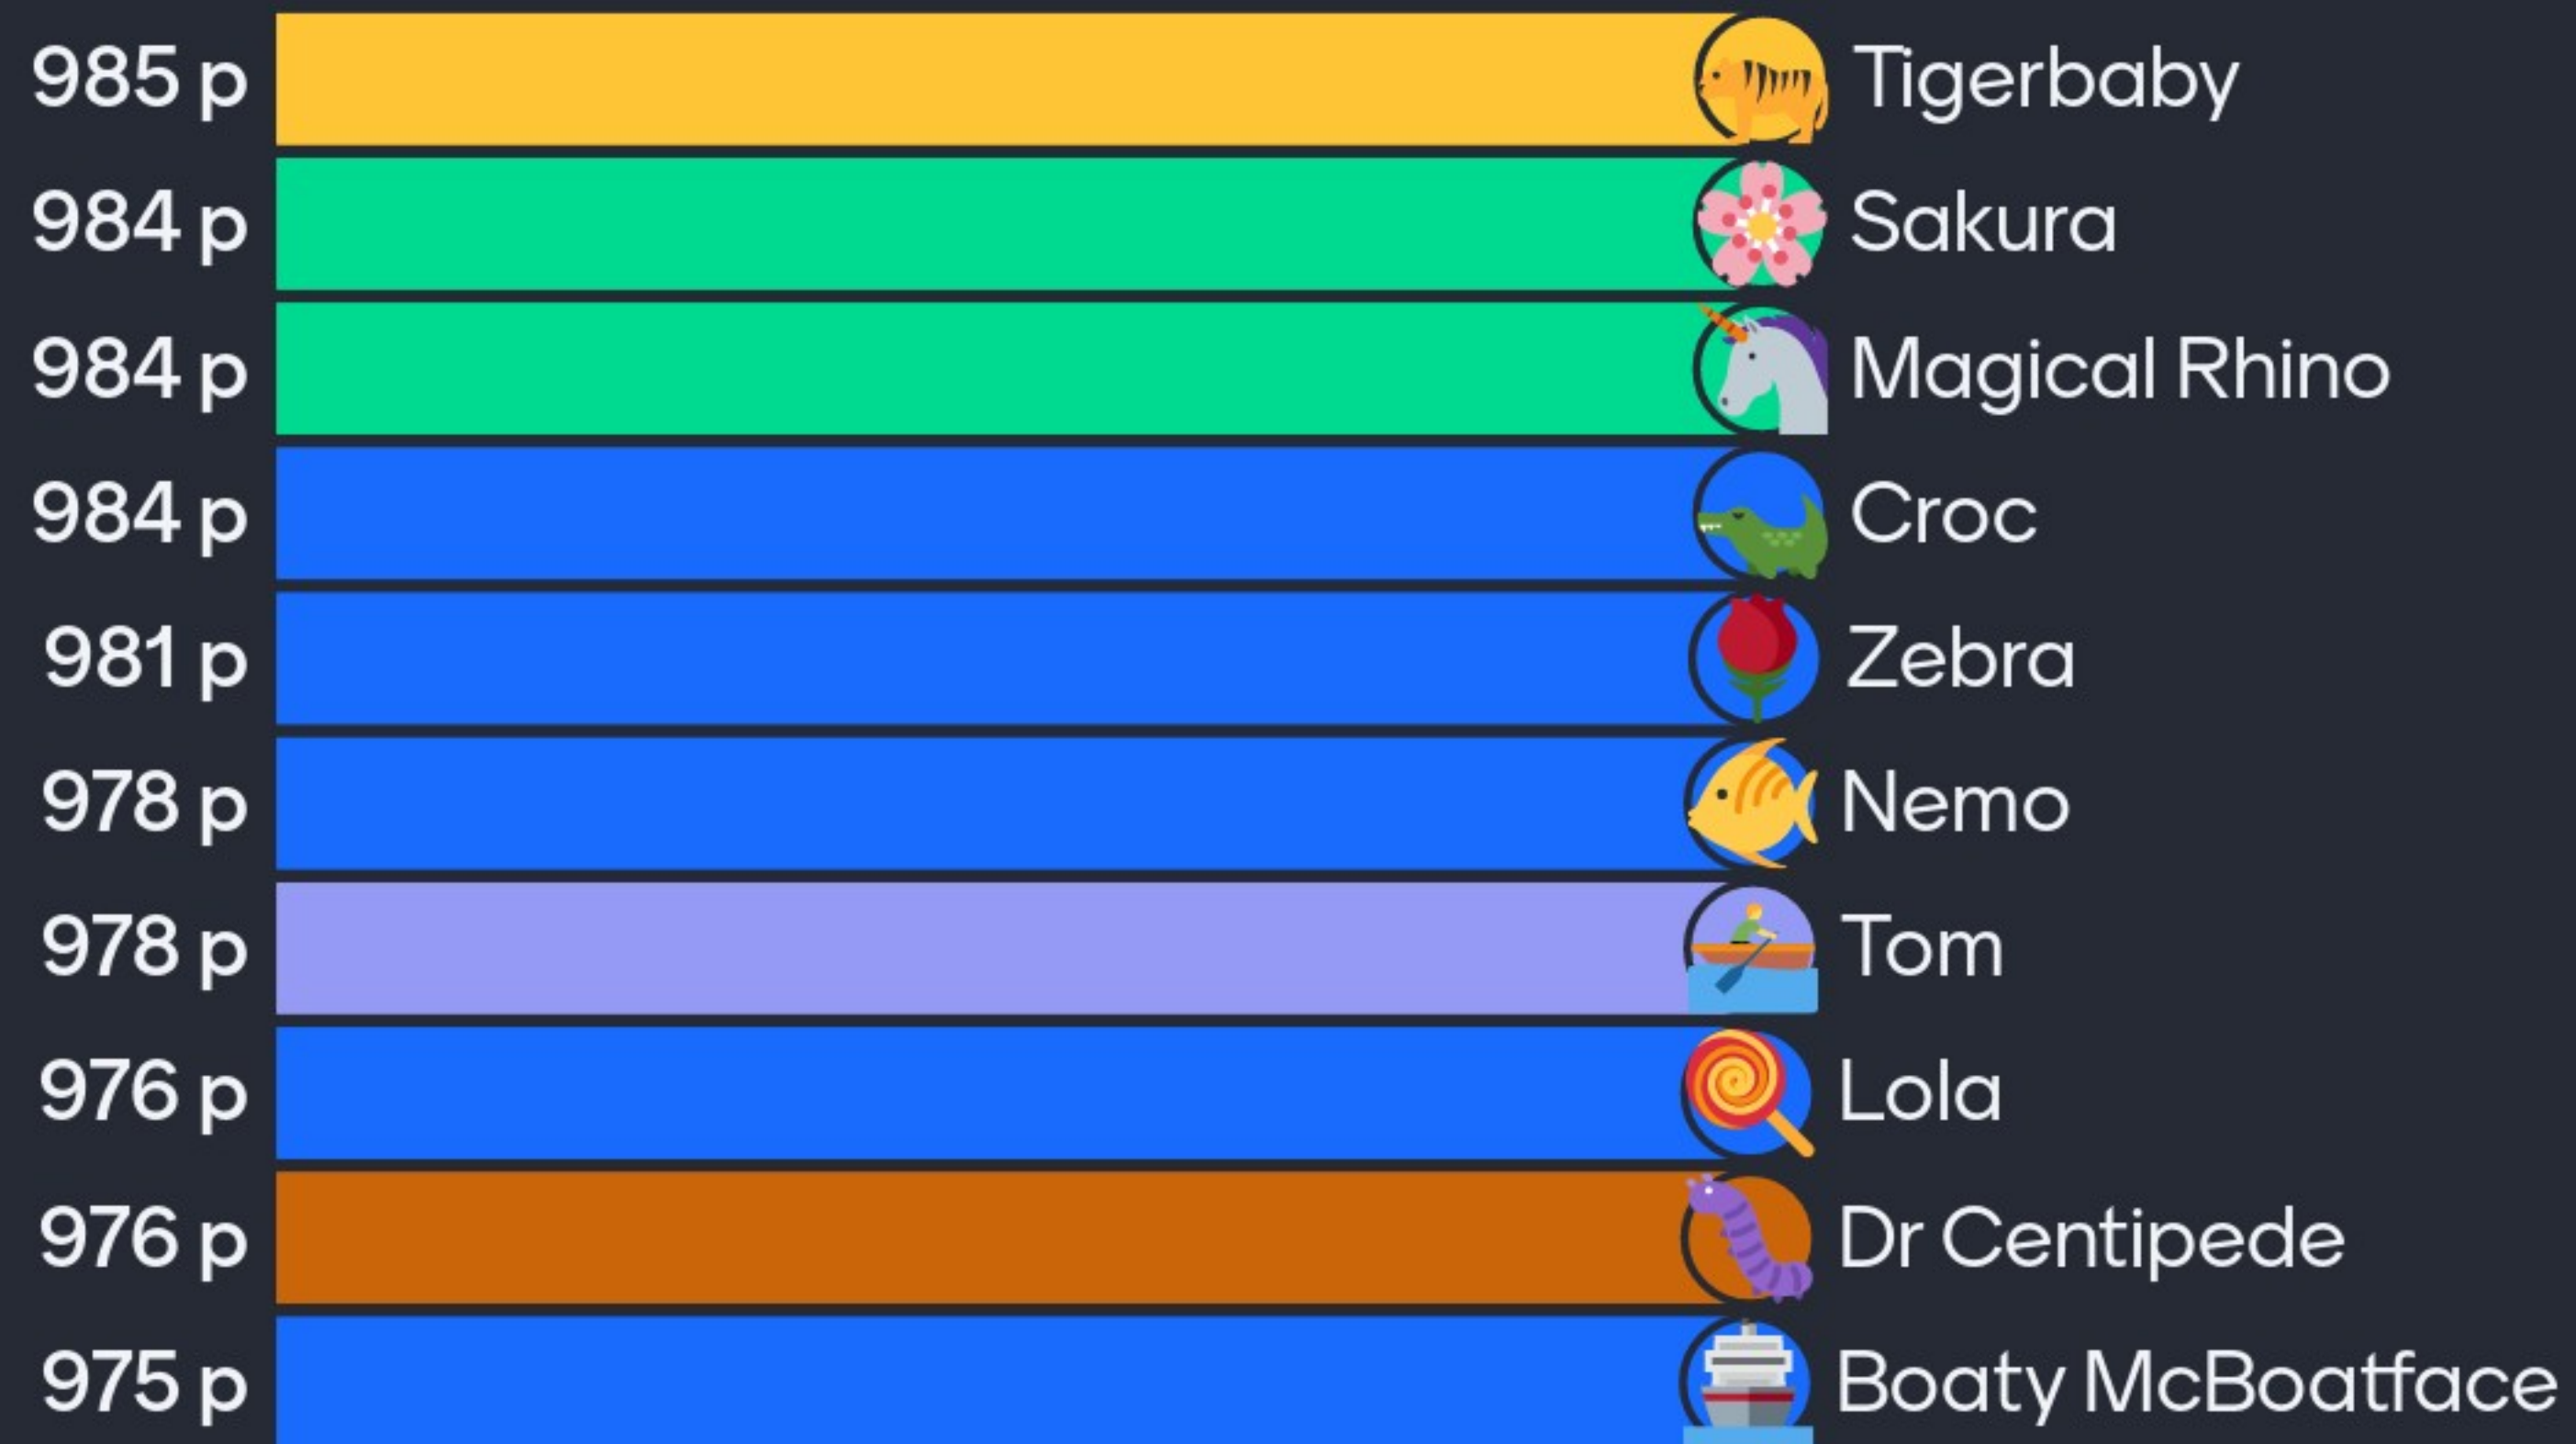 985 p Tigerbaby
984 p Sakura
984 p Magical Rhino
984 p Croc
981 p Zebra
978 p Nemo
978 p Tom
976 p Lola
976 p Dr Centipede
975 p Boaty McBoatface